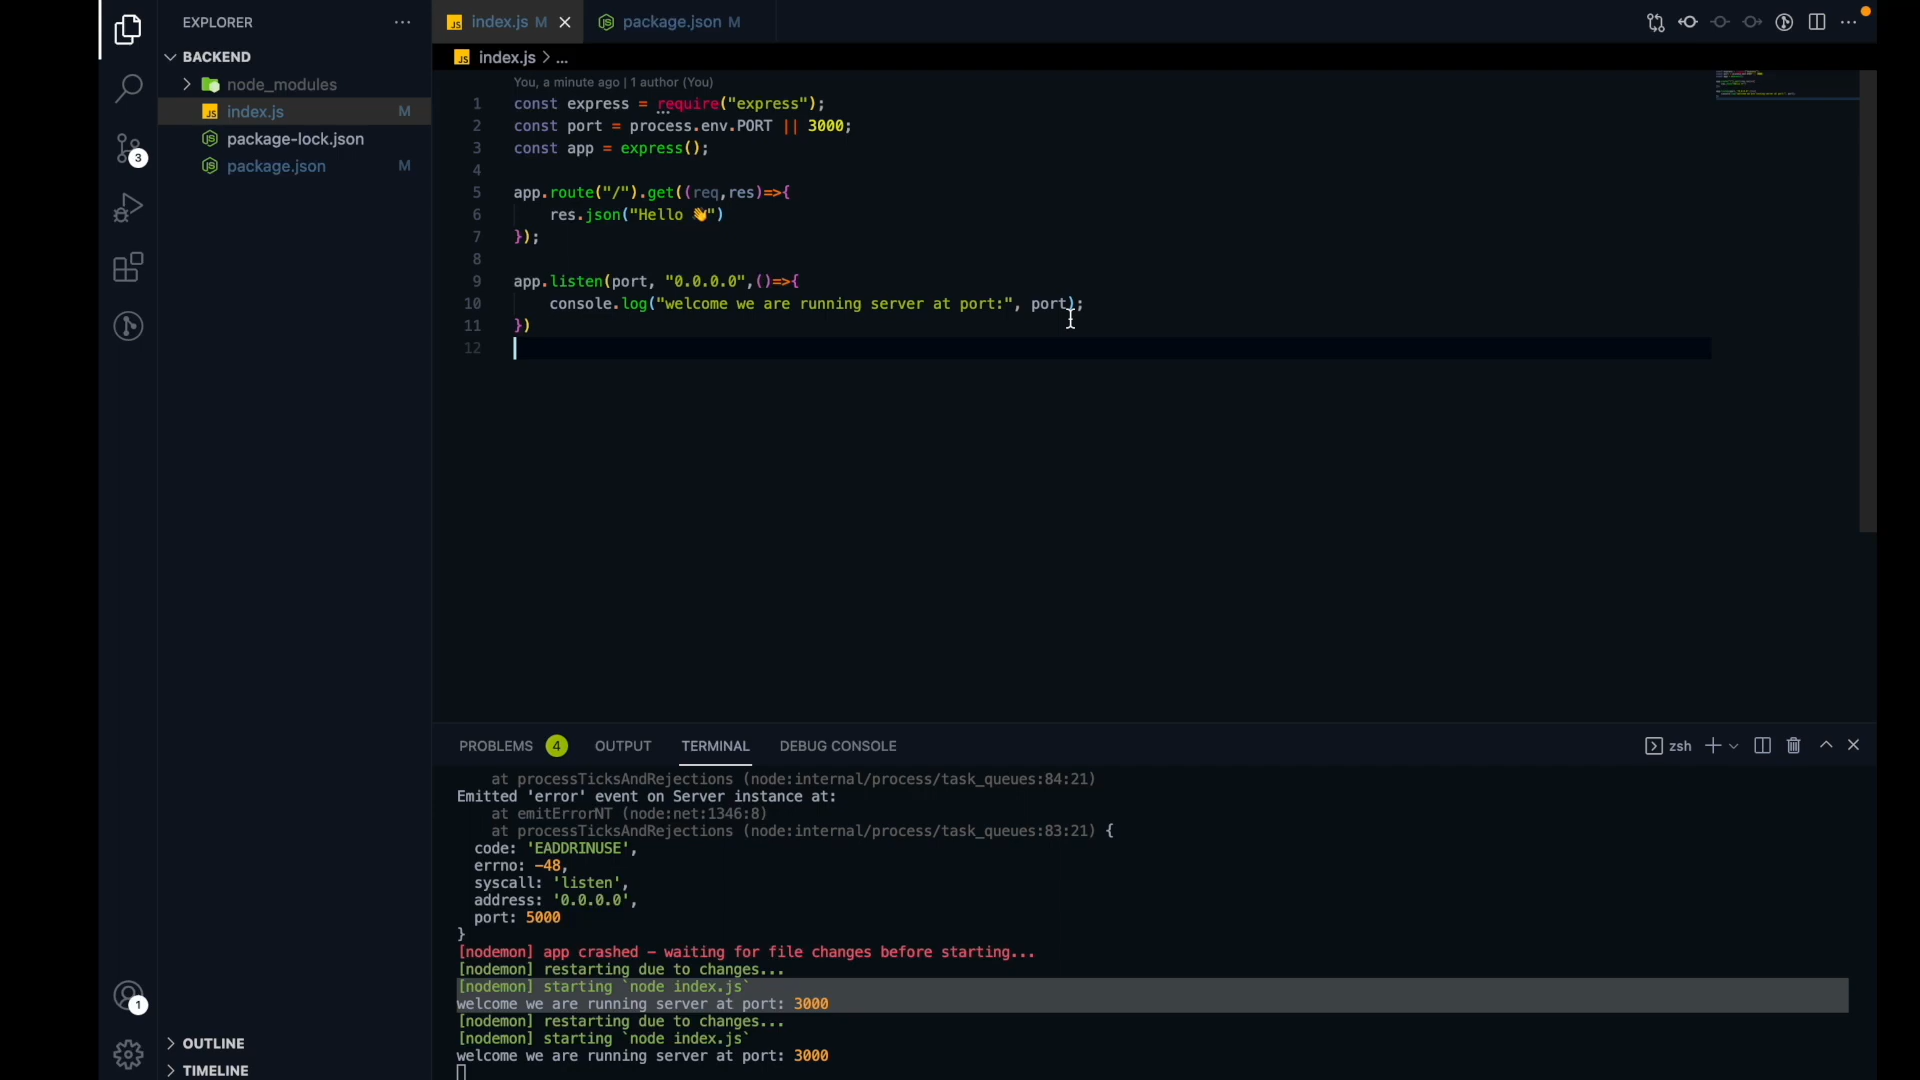 EXPLORER
BACKEND
node_modules
index.js M
package-lock.json
package.json M
3
1
OUTLINE
TIMELINE
JS index.js M
package.json M
JS index.js > ...
You, a minute ago | 1 author (You)
1 const express = require("express");
2 const port = process.env.PORT || 3000;
3 const app = express();
4
5 app.route("/").get((req,res)=>{
6 res.json("Hello 👋")
7 });
8
9 app.listen(port, "0.0.0.0",()=>{
10 console.log("welcome we are running server at port:", port);
11 })
12
PROBLEMS 4 OUTPUT TERMINAL DEBUG CONSOLE
zsh
at processTicksAndRejections (node:internal/process/task_queues:84:21)
Emitted 'error' event on Server instance at:
at emitErrorNT (node:net:1346:8)
at processTicksAndRejections (node:internal/process/task_queues:83:21) {
code: 'EADDRINUSE',
errno: -48,
syscall: 'listen',
address: '0.0.0.0',
port: 5000
}
[nodemon] app crashed - waiting for file changes before starting...
[nodemon] restarting due to changes...
[nodemon] starting `node index.js`
welcome we are running server at port: 3000
[nodemon] restarting due to changes...
[nodemon] starting `node index.js`
welcome we are running server at port: 3000